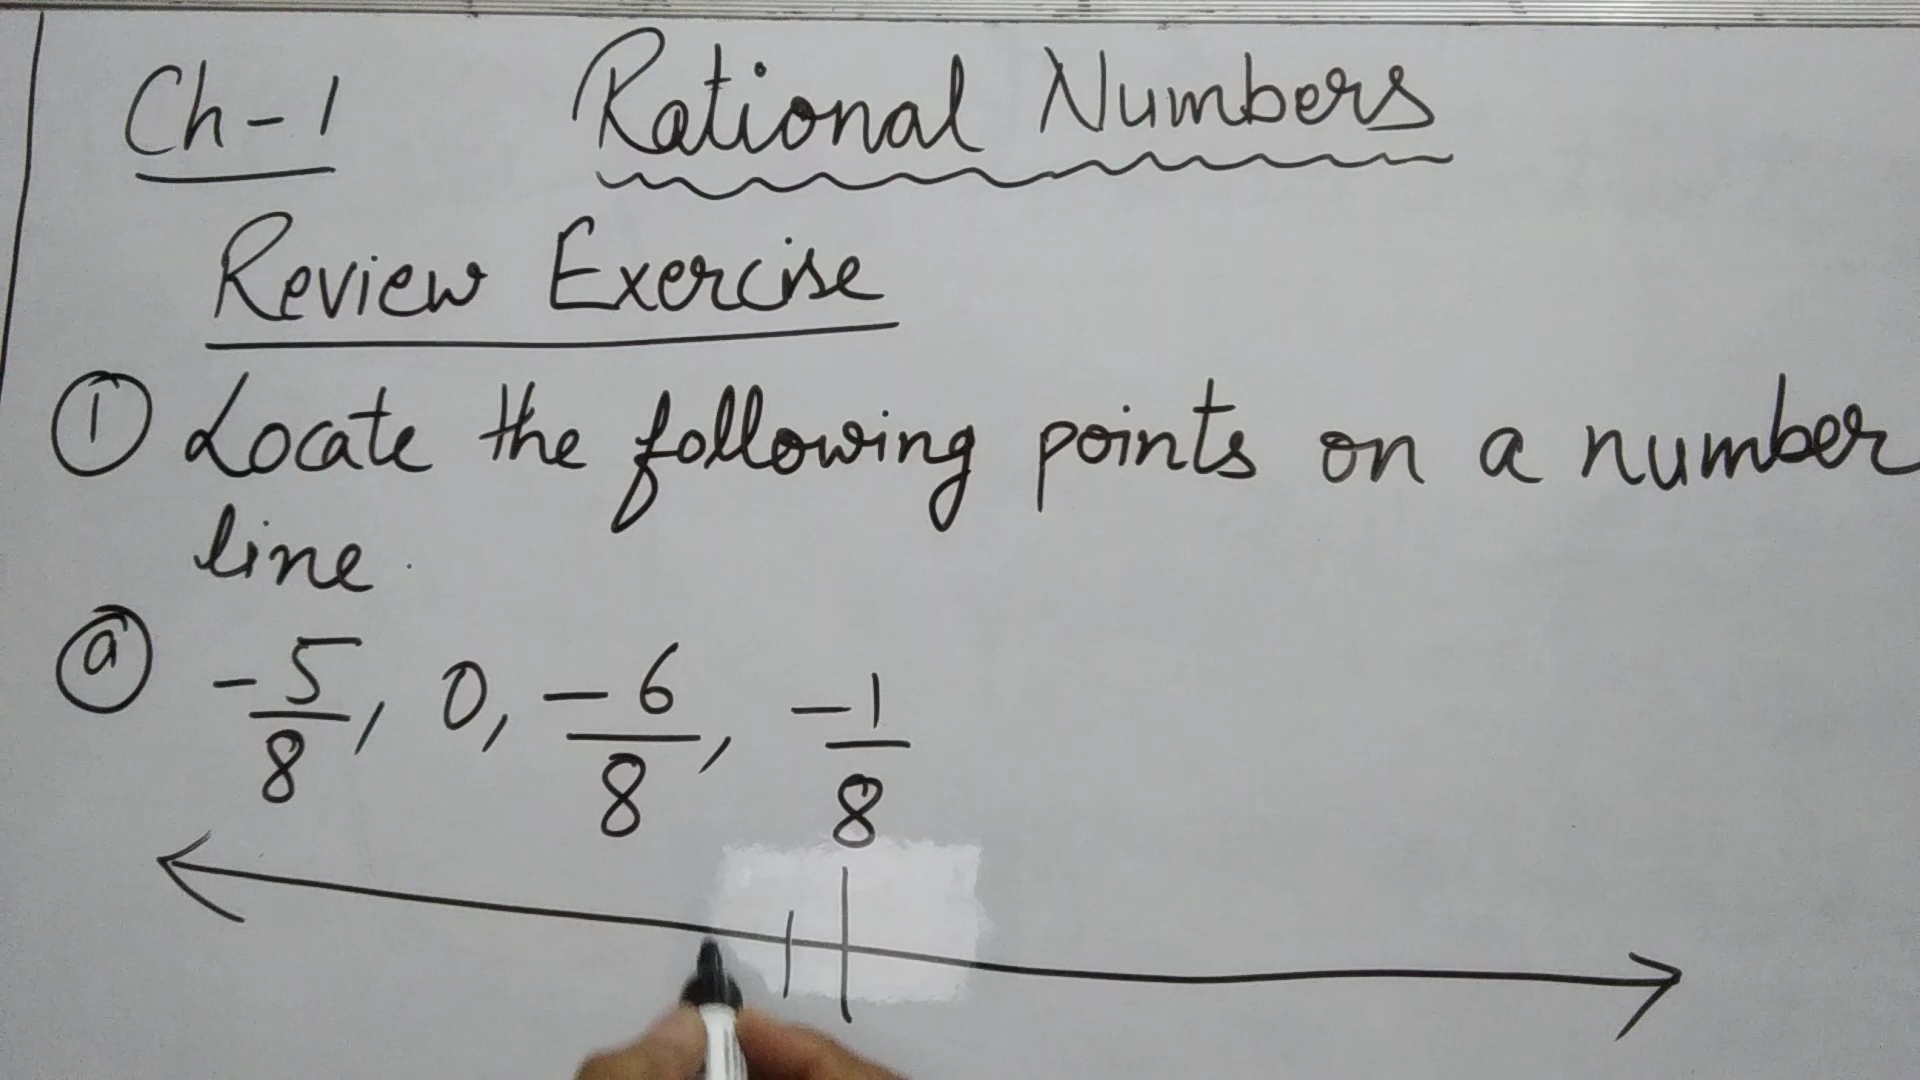 Ch-1 Rational Numbers
Review Exercise
① Locate the following points on a number
line.
ⓐ -5/8, 0, -6/8, -1/8